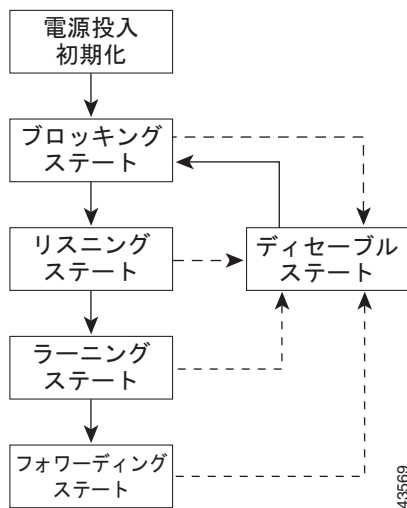 電源投入
初期化
ブロッキング
ステート
リスニング
ステート
ディセーブル
ステート
ラーニング
ステート
フォワーディング
ステート
43569